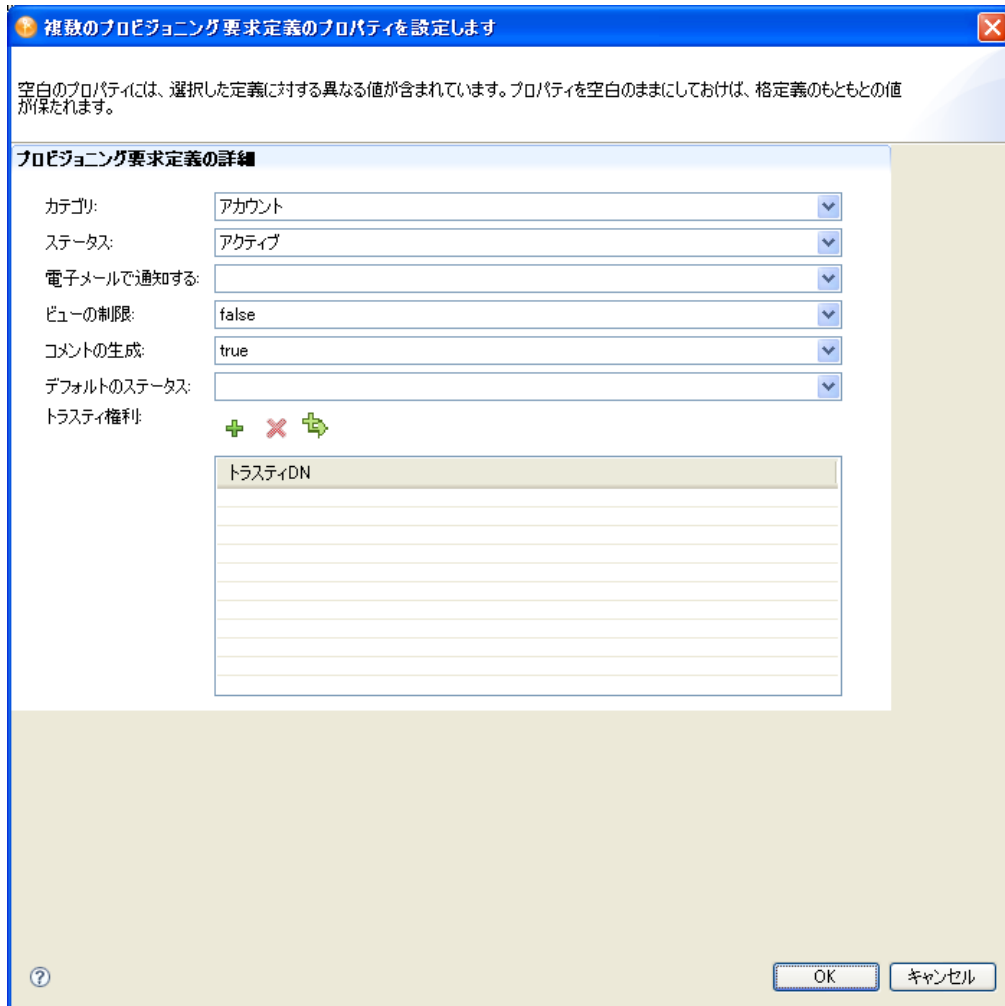 複数のプロビジョニング要求定義のプロパティを設定します
空白のプロパティには、選択した定義に対する異なる値が含まれています。プロパティを空白のままにしておけば、格定義のもともとの値
が保たれます。
プロビジョニング要求定義の詳細
カテゴリ:
アカウント
ステータス:
アクティブ
電子メールで通知する:
ビューの制限:
false
コメントの生成:
true
デフォルトのステータス:
トラスティ権利:
トラスティDN
OK
キャンセル